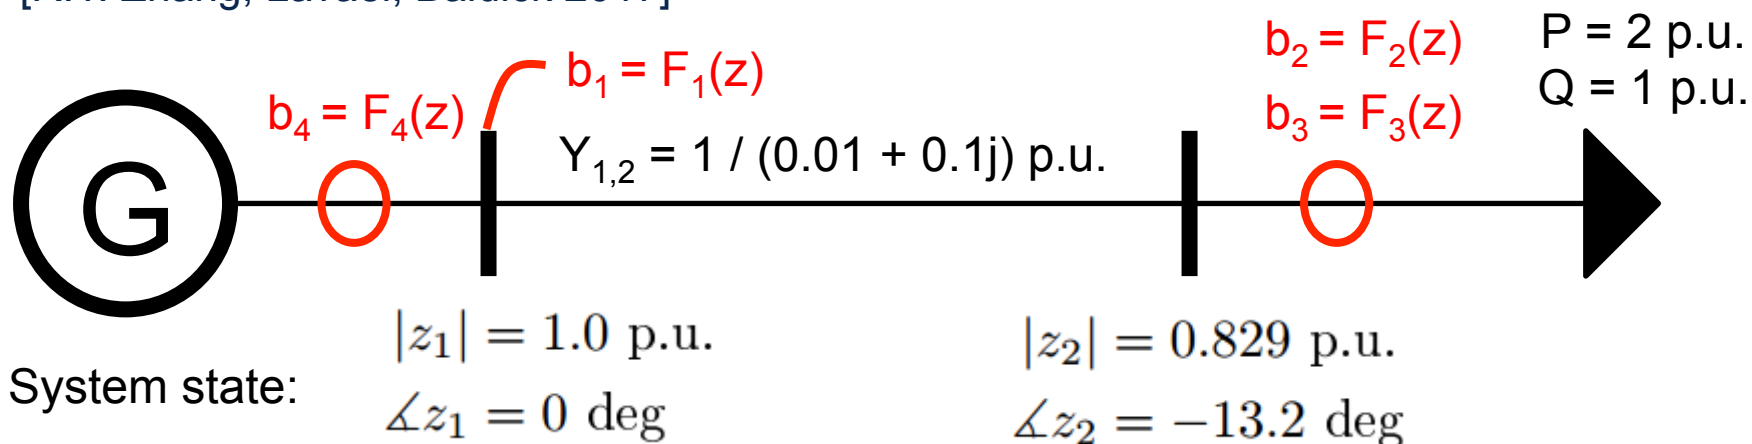 b₂ = F₂(z)
P = 2 p.u.
b₁ = F₁(z)
Q = 1 p.u.
b₄ = F₄(z)
b₃ = F₃(z)
Y₁,₂ = 1 / (0.01 + 0.1j) p.u.
G
|z₁| = 1.0 p.u.
|z₂| = 0.829 p.u.
System state:
∡z₁ = 0 deg
∡z₂ = −13.2 deg